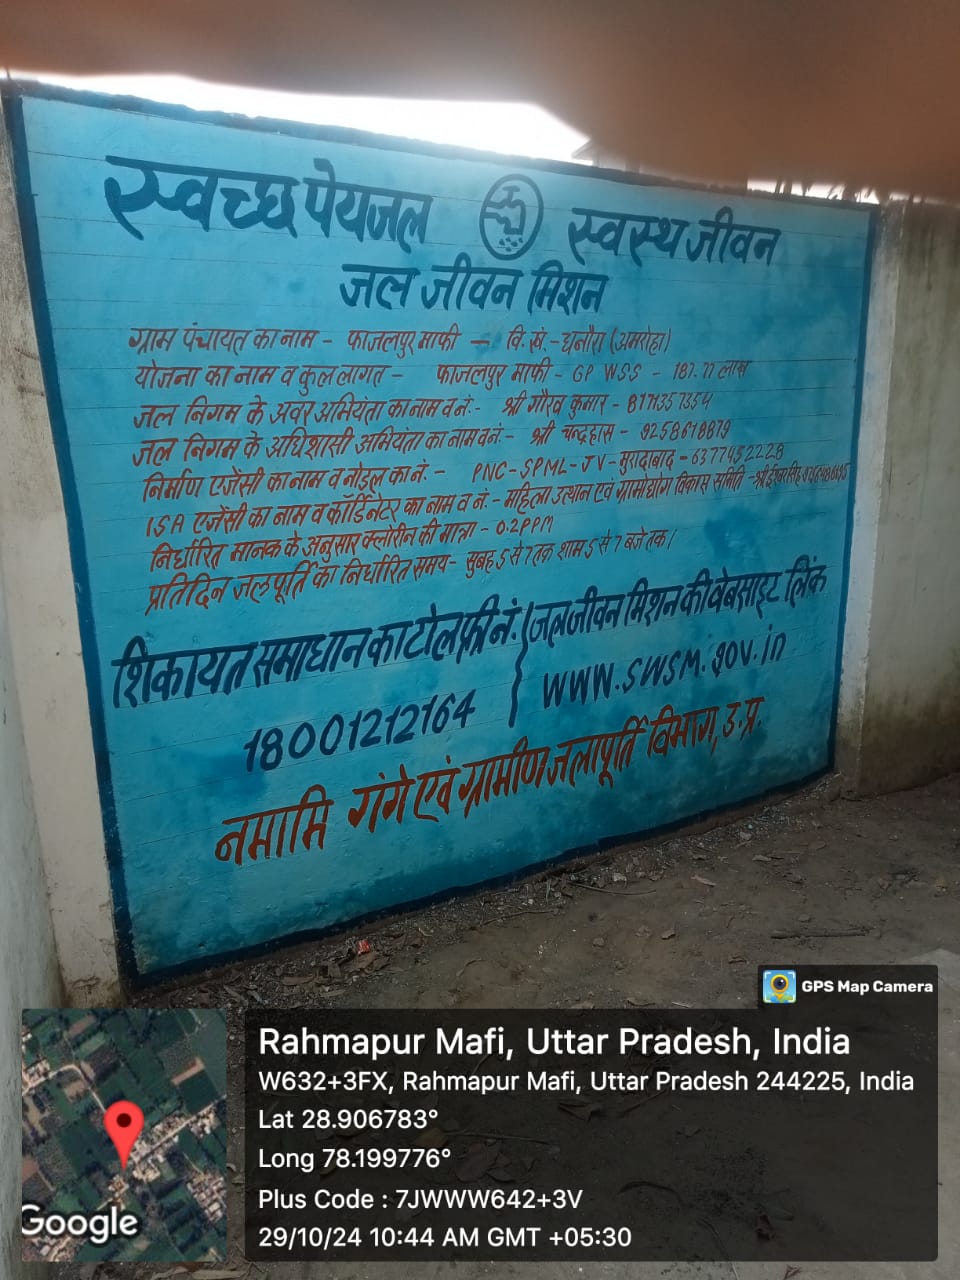 स्वच्छ पेयजल स्वस्थ जीवन
जल जीवन मिशन
ग्राम पंचायत का नाम - फाजलपुर माफी - वि. खं. - धनौरा (अमरोहा)
योजना का नाम व कुल लागत - फाजलपुर माफी - GP WSS - 187.77 लाख
जल निगम के अवर अभियंता का नाम व नं:- श्री गौरव कुमार - 8171357354
जल निगम के अधिशासी अभियंता का नाम व नं:- श्री चन्द्रहास - 9258618879
निर्माण एजेंसी का नाम व नोडल का नं. - PNC-SPML-JV-मुरादाबाद - 6377452228
ISA एजेंसी का नाम व कॉर्डिनेटर का नाम व नं. - महिला उत्थान एवं ग्रामोद्योग विकास समिति - श्री ईश्वर सिंह
निर्धारित मानक के अनुसार क्लोरीन की मात्रा - 0.2PPM
प्रतिदिन जलपूर्ति का निर्धारित समय - सुबह 5 से 7 तक शाम 5 से 7 बजे तक।
शिकायत समाधान का टोल फ्री नं. जल जीवन मिशन की वेबसाइट लिंक
18001212164 www.swsm.gov.in
नमामि गंगे एवं ग्रामीण जलापूर्ति विभाग, उ.प्र.
GPS Map Camera
Rahmapur Mafi, Uttar Pradesh, India
W632+3FX, Rahmapur Mafi, Uttar Pradesh 244225, India
Lat 28.906783°
Long 78.199776°
Plus Code : 7JWWW642+3V
29/10/24 10:44 AM GMT +05:30
Google